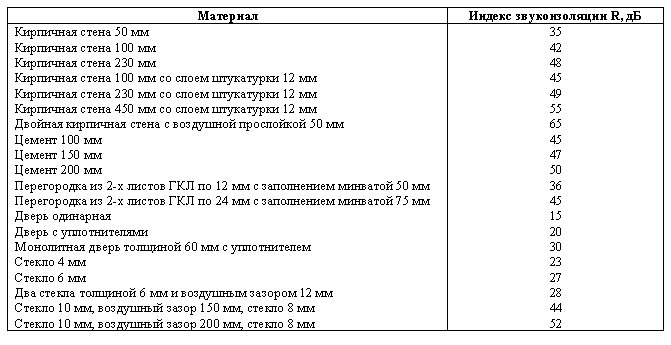 Материал Индекс звукоизоляции R, дБ
Кирпичная стена 50 мм 35
Кирпичная стена 100 мм 42
Кирпичная стена 230 мм 48
Кирпичная стена 100 мм со слоем штукатурки 12 мм 45
Кирпичная стена 230 мм со слоем штукатурки 12 мм 49
Кирпичная стена 450 мм со слоем штукатурки 12 мм 55
Двойная кирпичная стена с воздушной прослойкой 50 мм 65
Цемент 100 мм 45
Цемент 150 мм 47
Цемент 200 мм 50
Перегородка из 2-х листов ГКЛ по 12 мм с заполнением минватой 50 мм 36
Перегородка из 2-х листов ГКЛ по 24 мм с заполнением минватой 75 мм 45
Дверь одинарная 15
Дверь с уплотнителями 20
Монолитная дверь толщиной 60 мм с уплотнителем 30
Стекло 4 мм 23
Стекло 6 мм 27
Два стекла толщиной 6 мм и воздушным зазором 12 мм 28
Стекло 10 мм, воздушный зазор 150 мм, стекло 8 мм 44
Стекло 10 мм, воздушный зазор 200 мм, стекло 8 мм 52